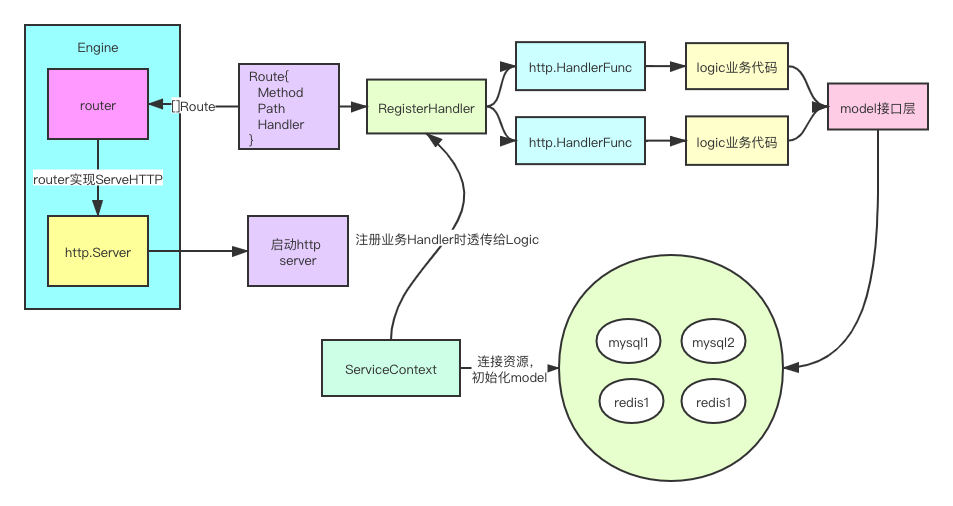 Engine
router
[]Route
Route{
Method
Path
Handler
}
RegisterHandler
http.HandlerFunc
logic业务代码
http.HandlerFunc
logic业务代码
model接口层
router实现ServeHTTP
http.Server
启动http
server
注册业务Handler时透传给Logic
ServiceContext
连接资源，
初始化model
mysql1
mysql2
redis1
redis1